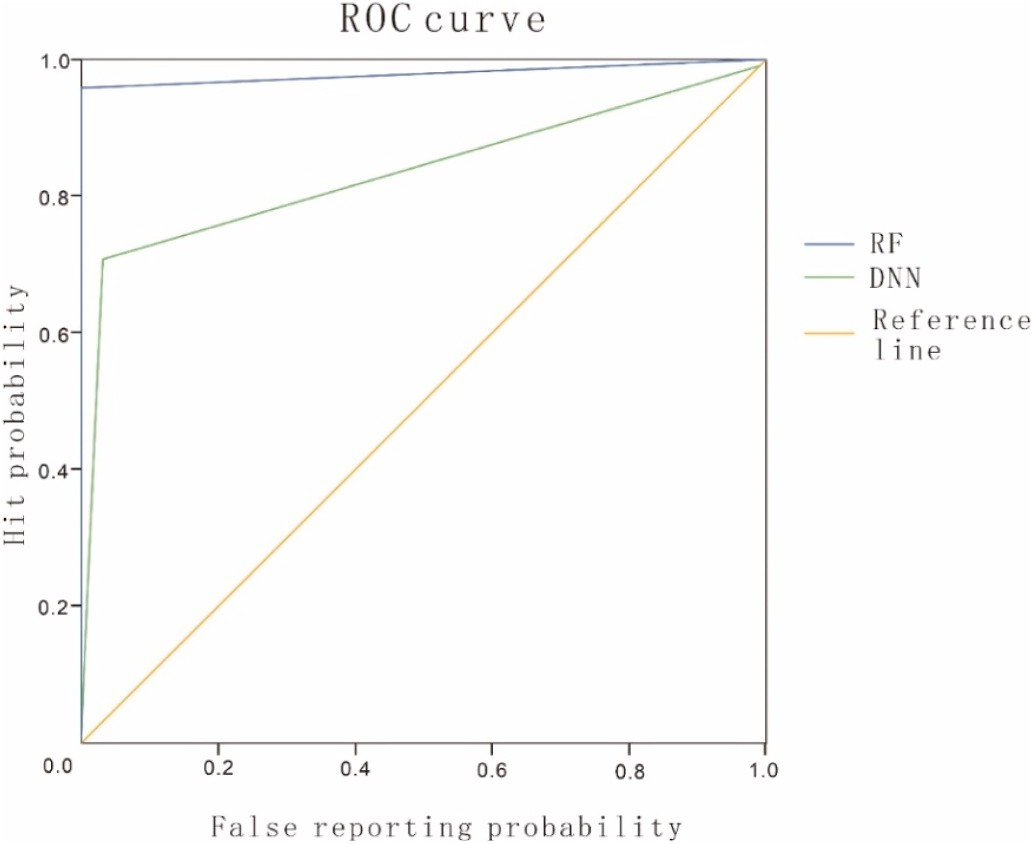 ROC curve
1.0
0.8
0.6
0.4
0.2
0.0
0.2
0.4
0.6
0.8
1.0
Hit probability
False reporting probability
RF
DNN
Reference
line